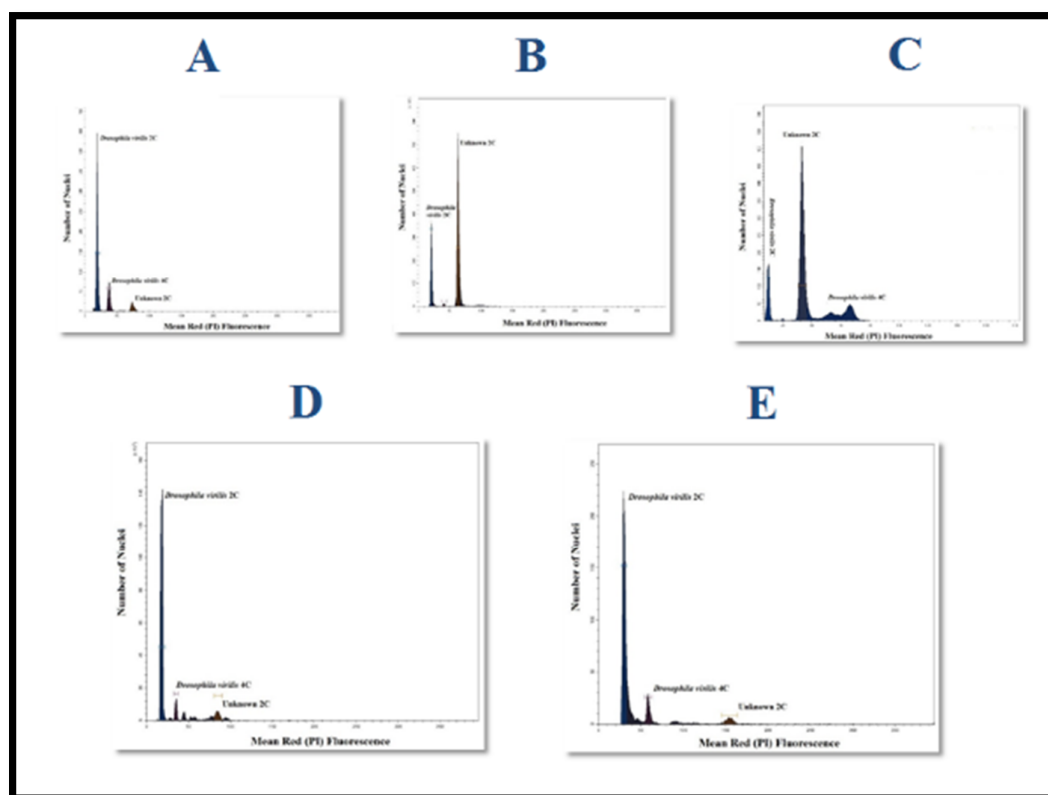 A
B
C
Drosophila virilis 2C
Drosophila virilis 4C
Unknown 2C
Number of Nuclei
Mean Red (PI) Fluorescence
Unknown 2C
Drosophila
virilis 2C
Number of Nuclei
Mean Red (PI) Fluorescence
Unknown 2C
Drosophila virilis 2C
Drosophila virilis 4C
Number of Nuclei
Mean Red (PI) Fluorescence
D
E
Drosophila virilis 2C
Drosophila virilis 4C
Unknown 2C
Number of Nuclei
Mean Red (PI) Fluorescence
Drosophila virilis 2C
Drosophila virilis 4C
Unknown 2C
Number of Nuclei
Mean Red (PI) Fluorescence